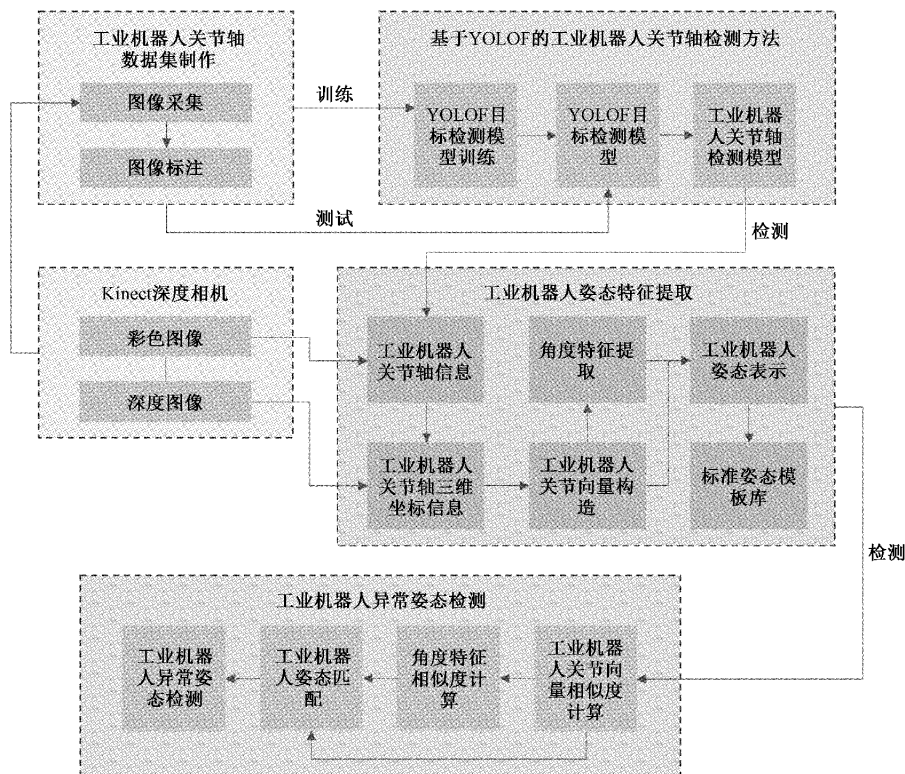 工业机器人关节轴
数据集制作
图像采集
图像标注
训练
测试
基于YOLOF的工业机器人关节轴检测方法
YOLOF目
标检测模
型训练
YOLOF目
标检测模
型
工业机器
人关节轴
检测模型
检测
Kinect深度相机
彩色图像
深度图像
工业机器人姿态特征提取
工业机器人
关节轴信息
角度特征提
取
工业机器人
姿态表示
工业机器人
关节轴三维
坐标信息
工业机器人
关节向量构
造
标准姿态模
板库
检测
工业机器人异常姿态检测
工业机器
人异常姿
态检测
工业机器
人姿态匹
配
角度特征
相似度计
算
工业机器
人关节向
量相似度
计算